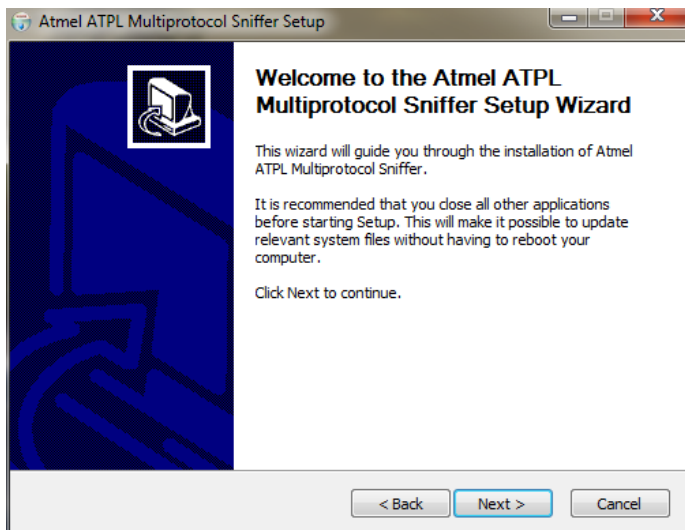 Atmel ATPL Multiprotocol Sniffer Setup
Welcome to the Atmel ATPL
Multiprotocol Sniffer Setup Wizard
This wizard will guide you through the installation of Atmel
ATPL Multiprotocol Sniffer.
It is recommended that you close all other applications
before starting Setup. This will make it possible to update
relevant system files without having to reboot your
computer.
Click Next to continue.
< Back
Next >
Cancel